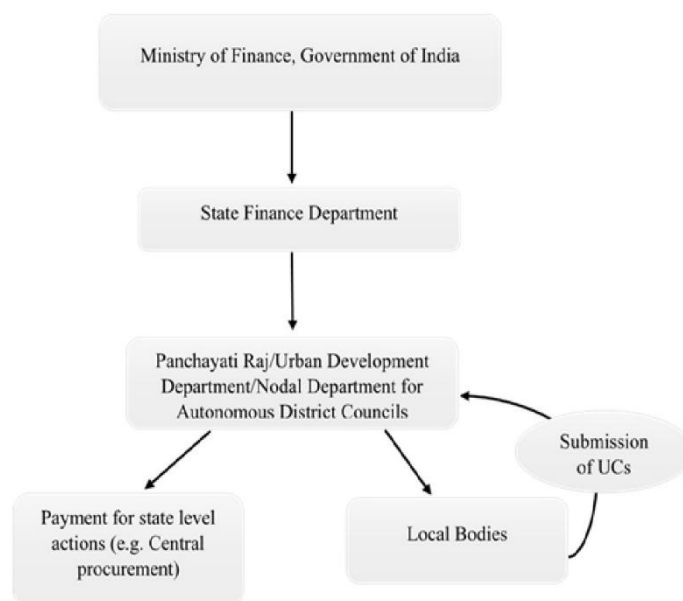 Ministry of Finance, Government of India
State Finance Department
Panchayati Raj/Urban Development
Department/Nodal Department for
Autonomous District Councils
Submission
of UCs
Payment for state level
actions (e.g. Central
procurement)
Local Bodies